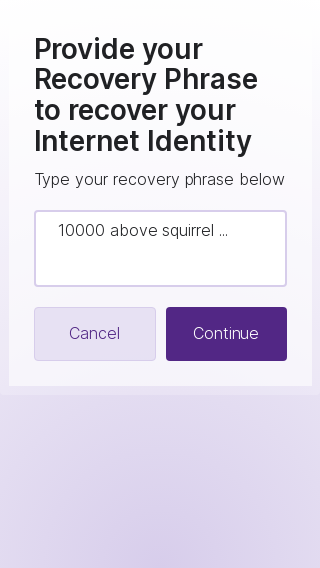 Provide your
Recovery Phrase
to recover your
Internet Identity
Type your recovery phrase below
10000 above squirrel ...
Cancel
Continue